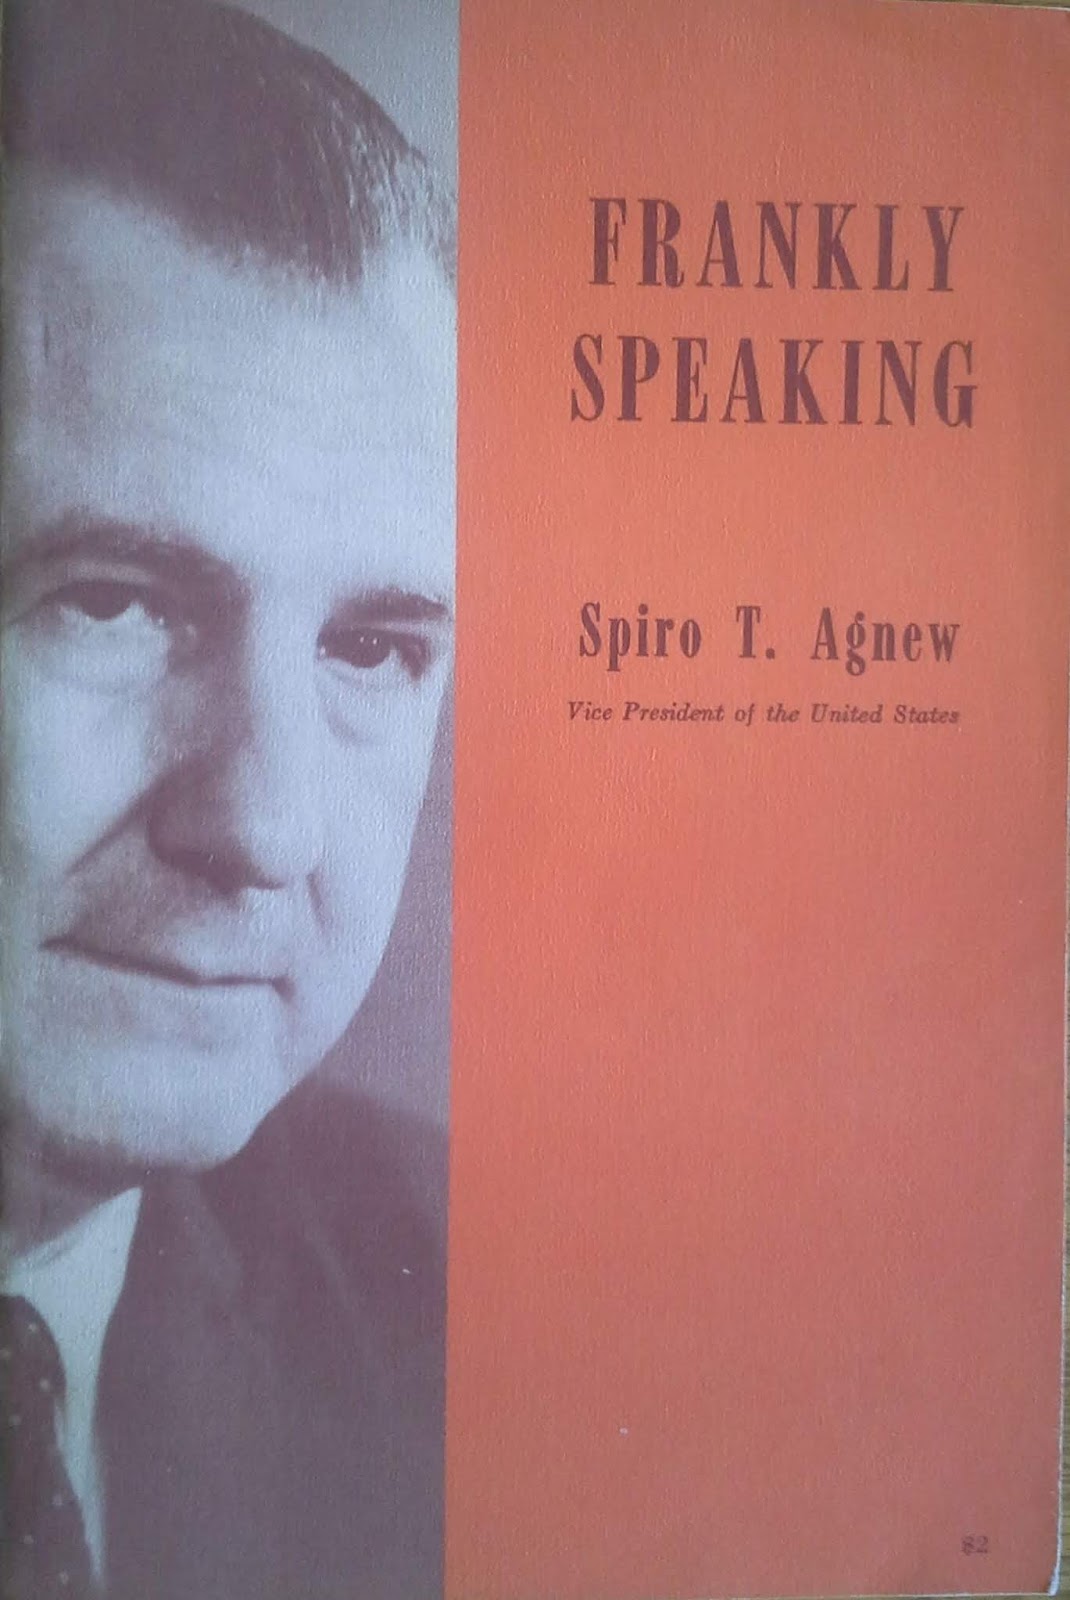 FRANKLY
SPEAKING
Spiro T. Agnew
Vice President of the United States
$2